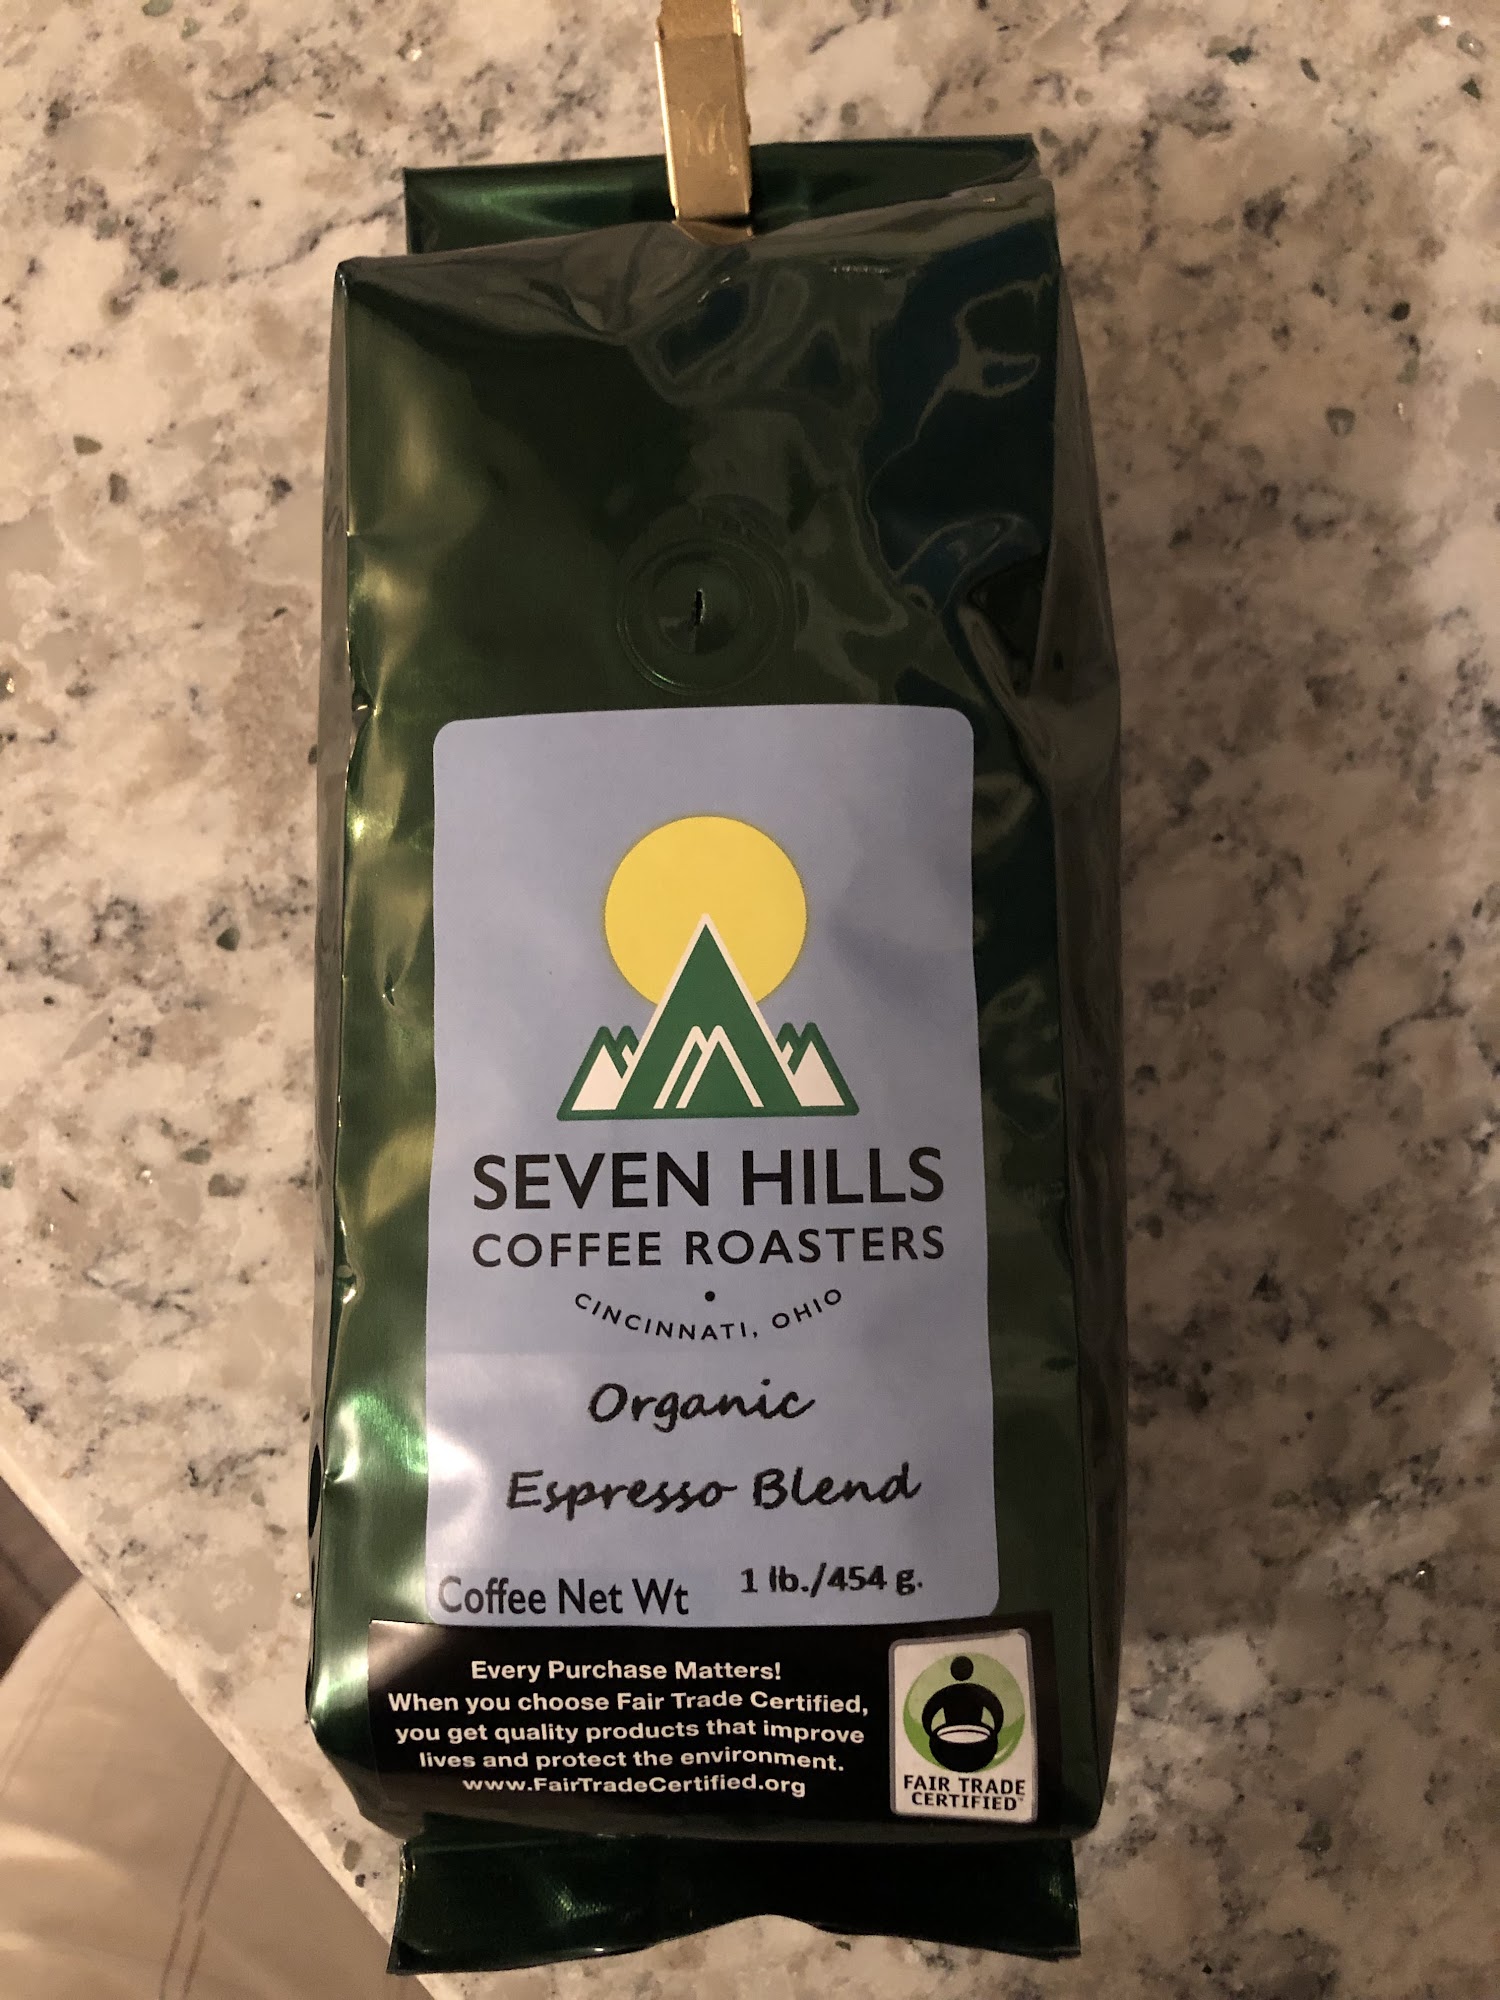 SEVEN HILLS
COFFEE ROASTERS
CINCINNATI, OHIO
Organic
Espresso Blend
Coffee Net Wt 1 lb./454 g.
Every Purchase Matters!
When you choose Fair Trade Certified,
you get quality products that improve
lives and protect the environment.
www.FairTradeCertified.org
FAIR TRADE
CERTIFIED™